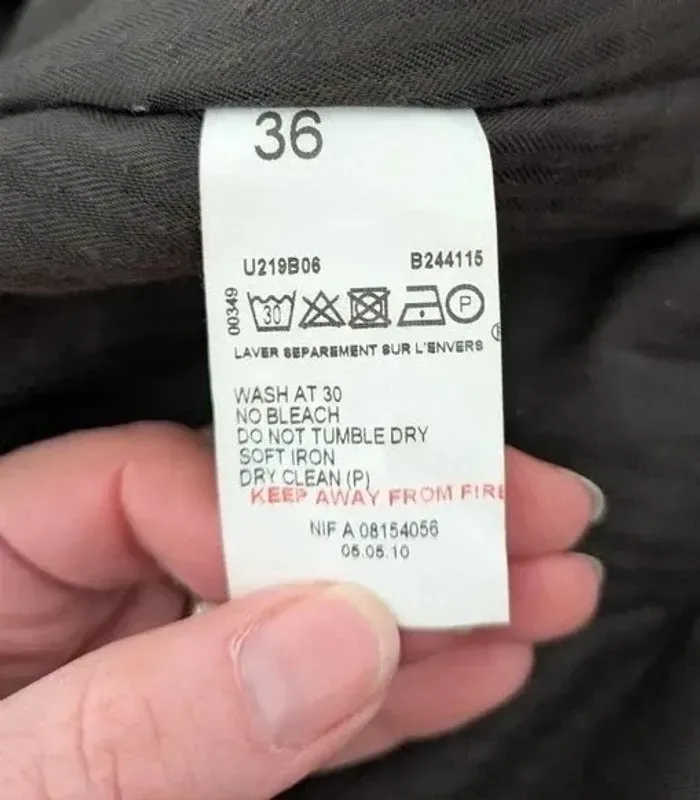 36
U219B06 B244115
00349
30 P
LAVER SEPAREMENT SUR L'ENVERS
WASH AT 30
NO BLEACH
DO NOT TUMBLE DRY
SOFT IRON
DRY CLEAN (P)
KEEP AWAY FROM FIRE
NIF A 08154056
05.05.10